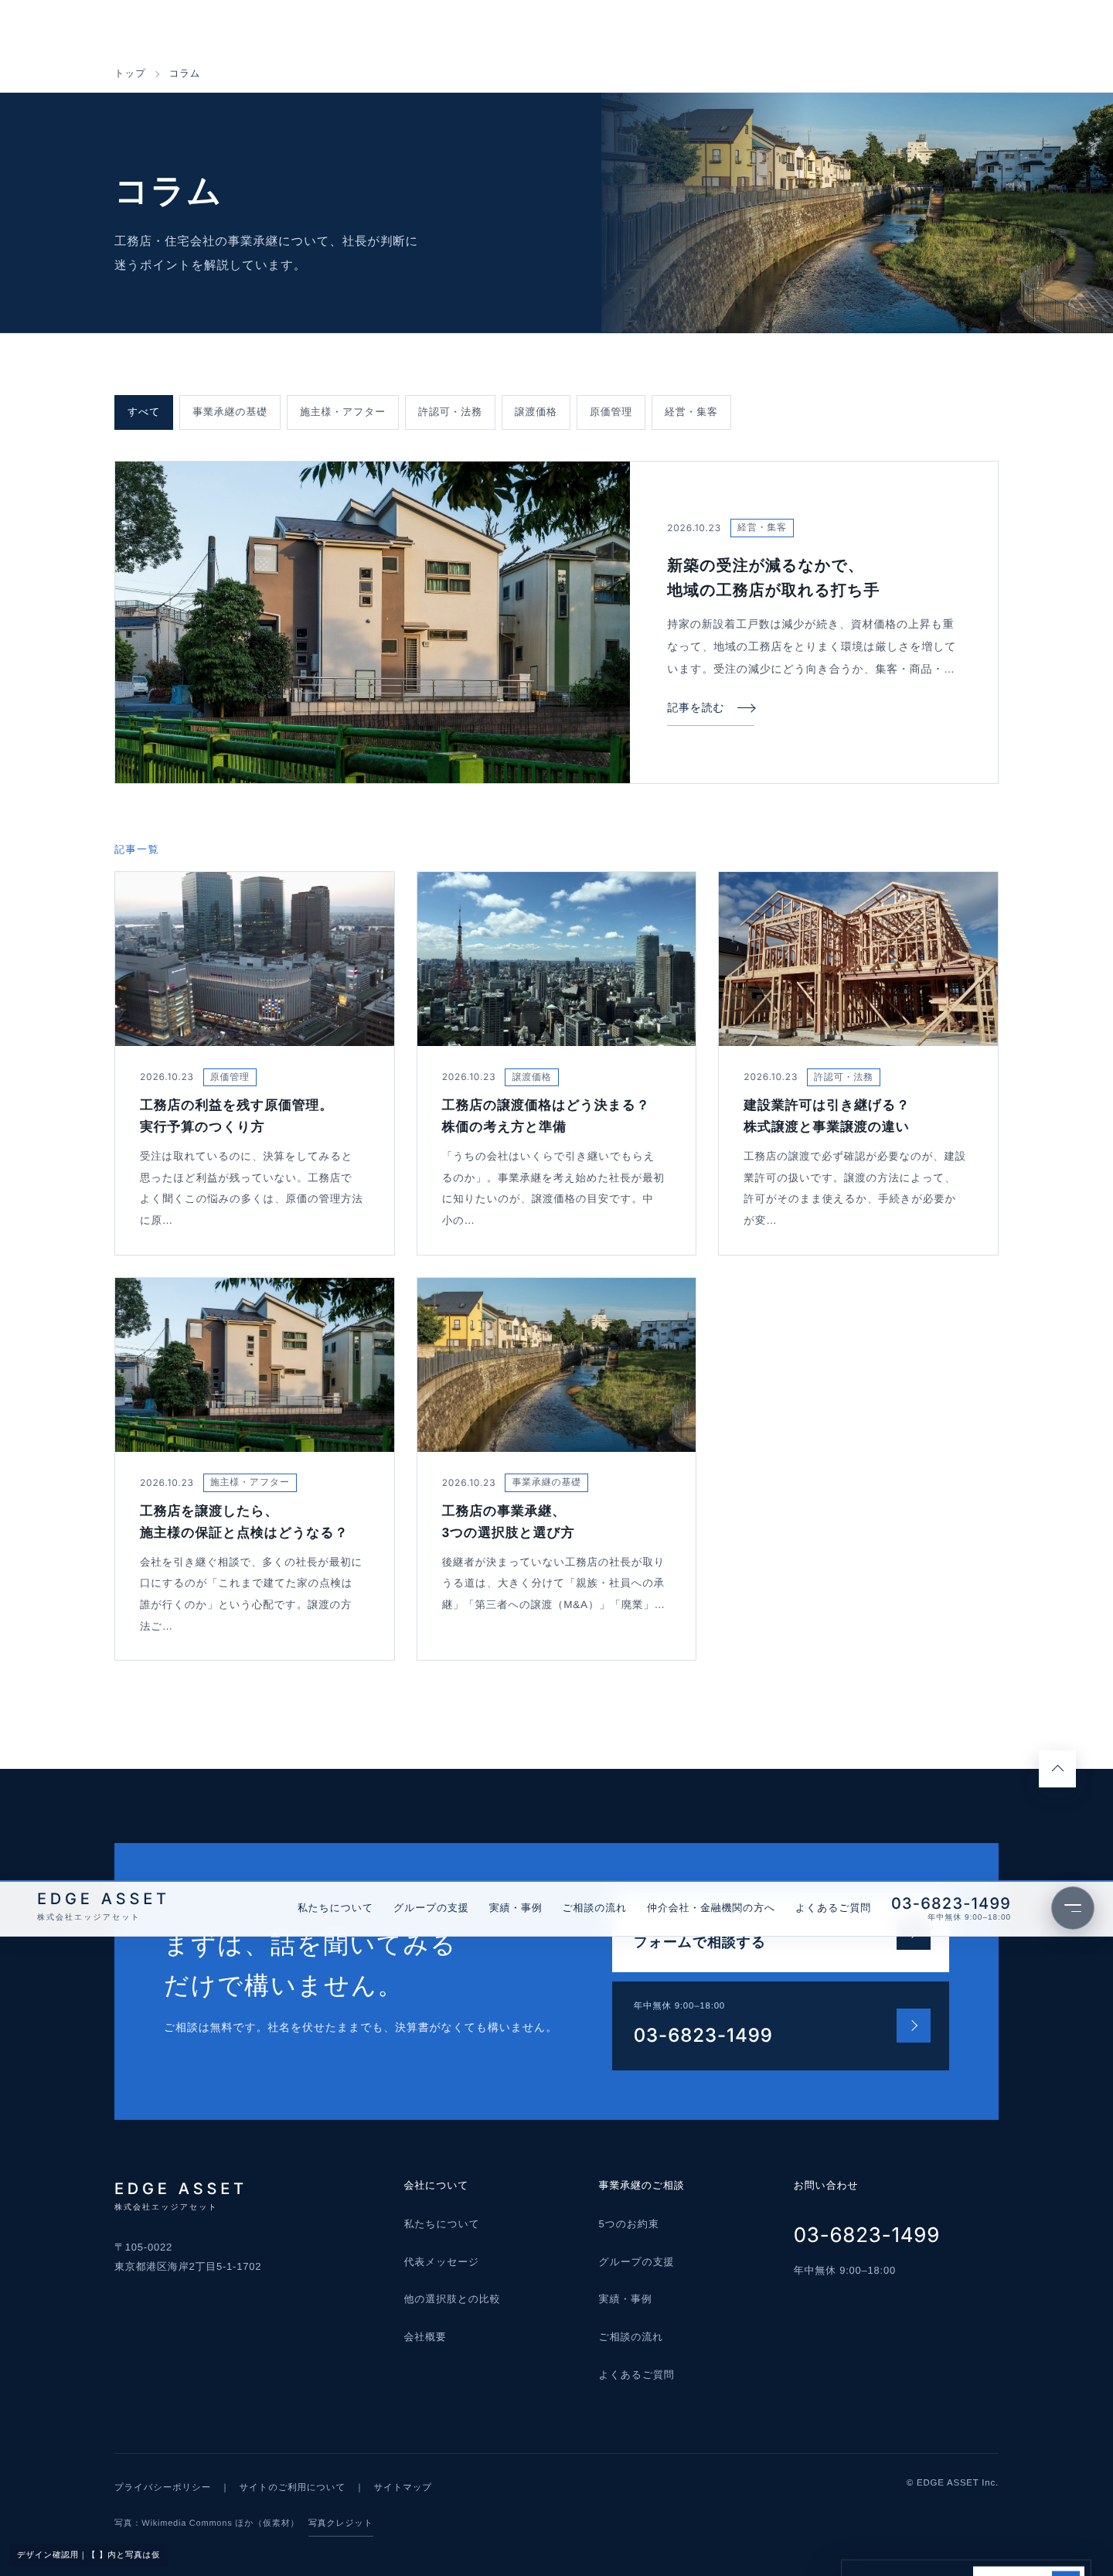 トップ コラム
コラム
工務店・住宅会社の事業承継について、社長が判断に
迷うポイントを解説しています。
すべて 事業承継の基礎 施主様・アフター 許認可・法務 譲渡価格 原価管理 経営・集客
2026.10.23 経営・集客
新築の受注が減るなかで、
地域の工務店が取れる打ち手
持家の新設着工戸数は減少が続き、資材価格の上昇も重
なって、地域の工務店をとりまく環境は厳しさを増して
います。受注の減少にどう向き合うか、集客・商品・…
記事を読む
記事一覧
2026.10.23 原価管理
工務店の利益を残す原価管理。
実行予算のつくり方
受注は取れているのに、決算をしてみると
思ったほど利益が残っていない。工務店で
よく聞くこの悩みの多くは、原価の管理方法
に原…
2026.10.23 譲渡価格
工務店の譲渡価格はどう決まる？
株価の考え方と準備
「うちの会社はいくらで引き継いでもらえ
るのか」。事業承継を考え始めた社長が最初
に知りたいのが、譲渡価格の目安です。中
小の…
2026.10.23 許認可・法務
建設業許可は引き継げる？
株式譲渡と事業譲渡の違い
工務店の譲渡で必ず確認が必要なのが、建設
業許可の扱いです。譲渡の方法によって、
許可がそのまま使えるか、手続きが必要か
が変…
2026.10.23 施主様・アフター
工務店を譲渡したら、
施主様の保証と点検はどうなる？
会社を引き継ぐ相談で、多くの社長が最初に
口にするのが「これまで建てた家の点検は
誰が行くのか」という心配です。譲渡の方
法ご…
2026.10.23 事業承継の基礎
工務店の事業承継、
3つの選択肢と選び方
後継者が決まっていない工務店の社長が取り
うる道は、大きく分けて「親族・社員への承
継」「第三者への譲渡（M&A）」「廃業」…
EDGE ASSET
株式会社エッジアセット
私たちについて グループの支援 実績・事例 ご相談の流れ 仲介会社・金融機関の方へ よくあるご質問
03-6823-1499
年中無休 9:00–18:00
まずは、話を聞いてみる
だけで構いません。
ご相談は無料です。社名を伏せたままでも、決算書がなくても構いません。
フォームで相談する
年中無休 9:00–18:00
03-6823-1499
EDGE ASSET
株式会社エッジアセット
〒105-0022
東京都港区海岸2丁目5-1-1702
会社について
私たちについて
代表メッセージ
他の選択肢との比較
会社概要
事業承継のご相談
5つのお約束
グループの支援
実績・事例
ご相談の流れ
よくあるご質問
お問い合わせ
03-6823-1499
年中無休 9:00–18:00
プライバシーポリシー | サイトのご利用について | サイトマップ
© EDGE ASSET Inc.
写真：Wikimedia Commons ほか（仮素材） 写真クレジット
デザイン確認用｜【 】内と写真は仮